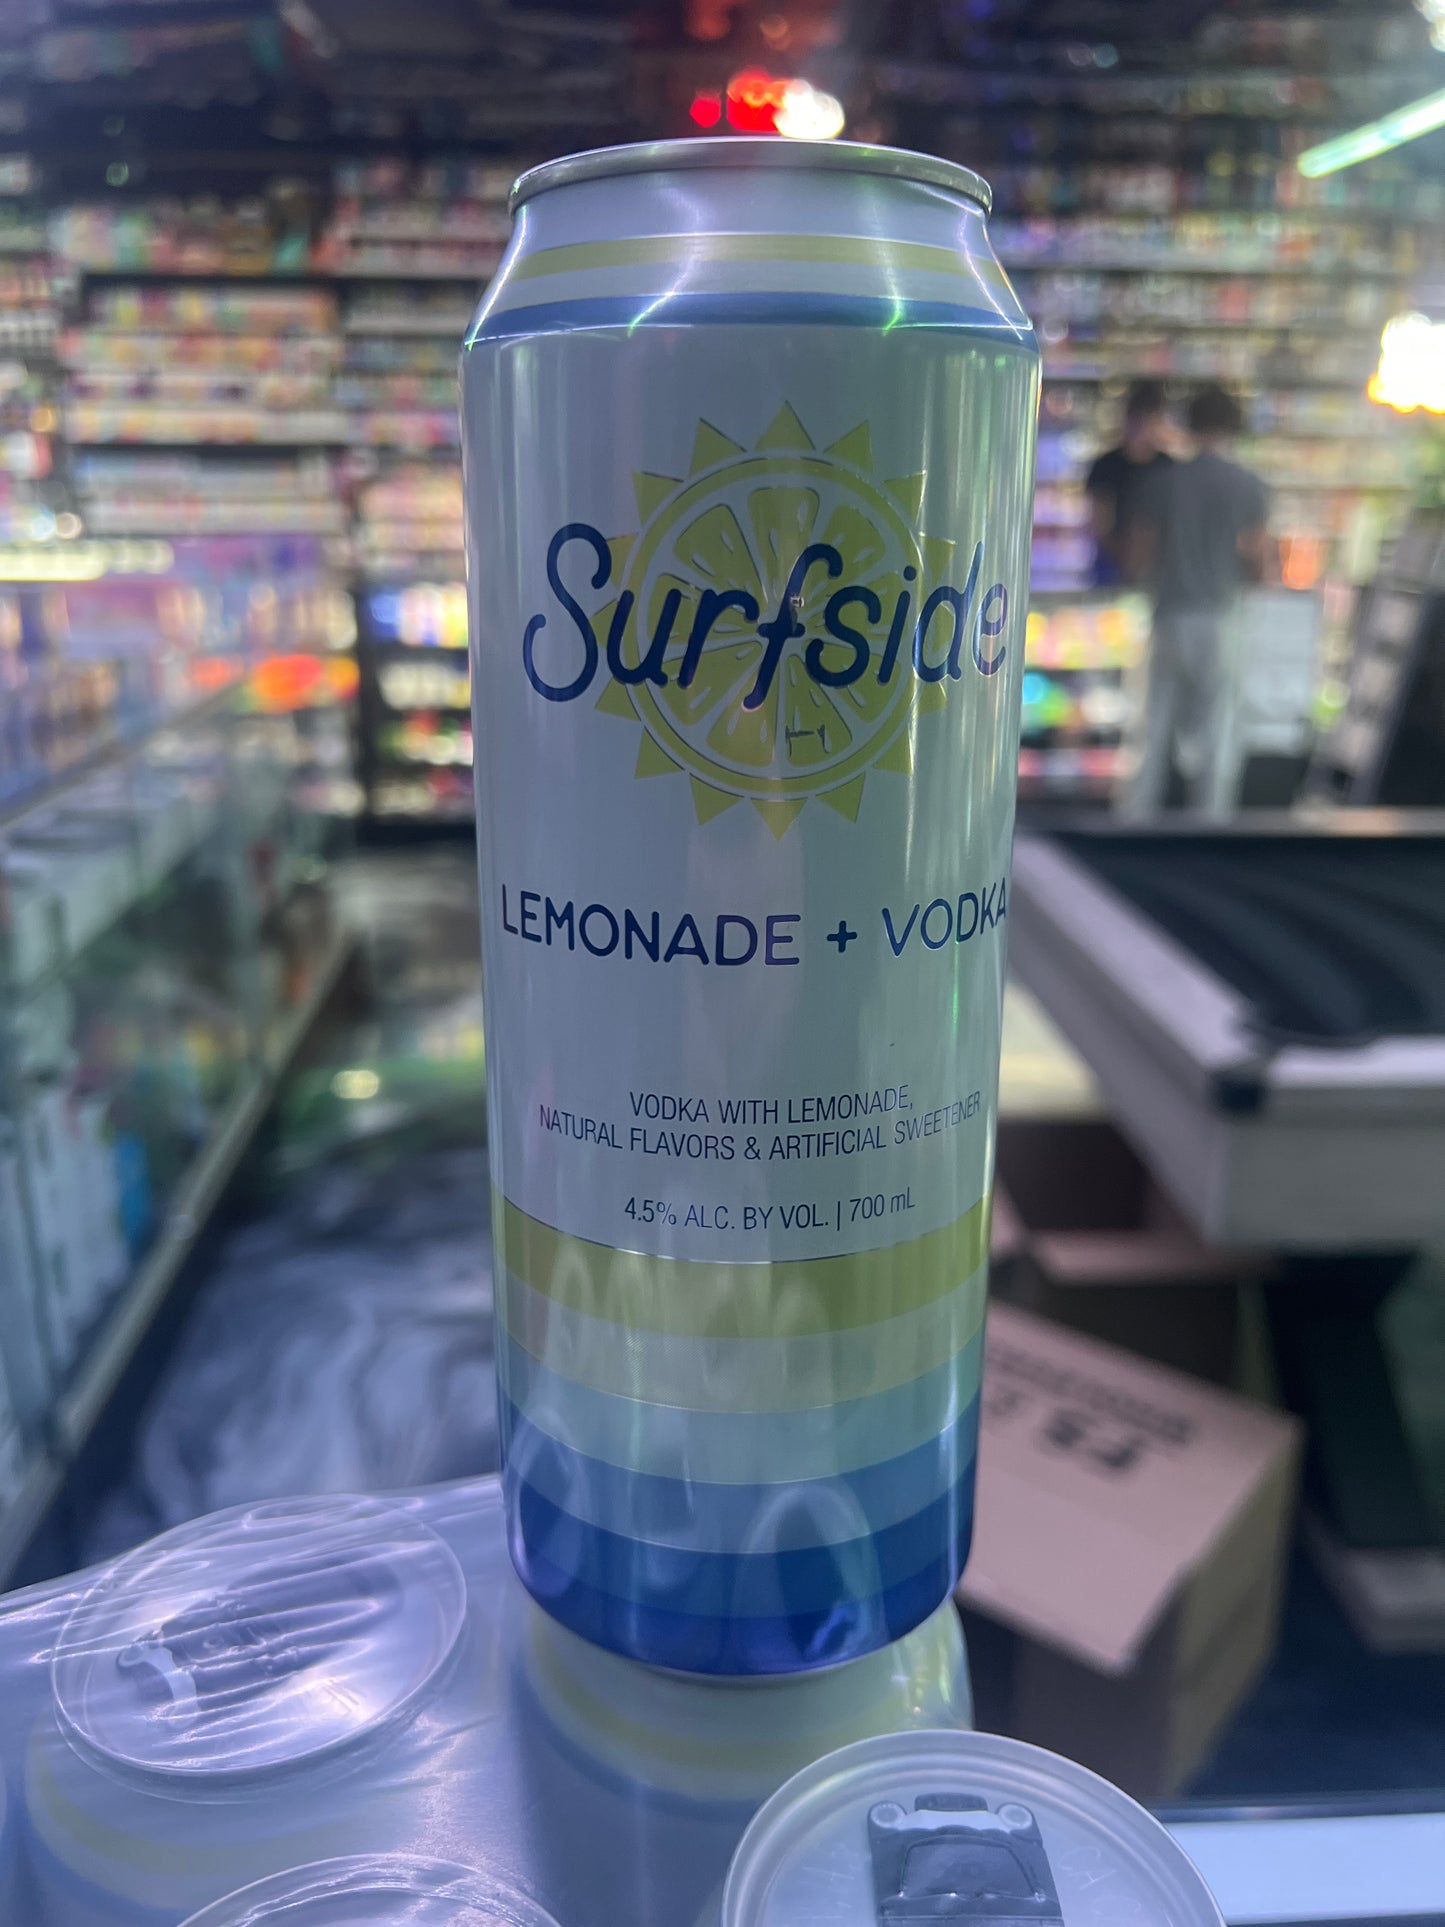 Surfside
LEMONADE + VODKA
VODKA WITH LEMONADE,
NATURAL FLAVORS & ARTIFICIAL SWEETENER
4.5% ALC. BY VOL. | 700 mL